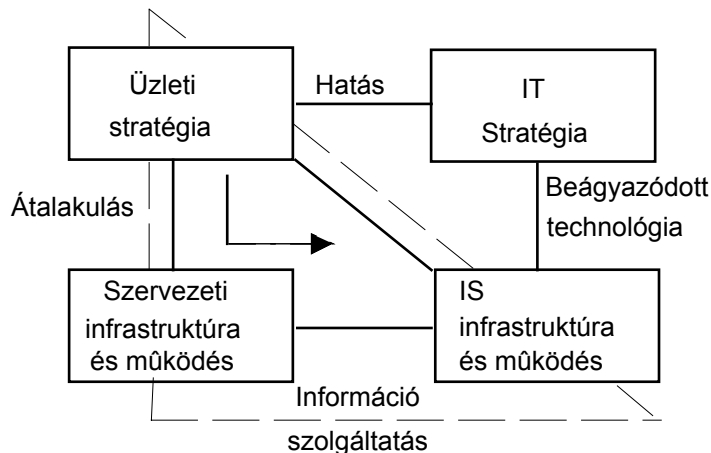 Üzleti
stratégia
Hatás
IT
Stratégia
Átalakulás
Beágyazódott
technológia
Szervezeti
infrastruktúra
és mûködés
IS
infrastruktúra
és mûködés
Információ
szolgáltatás